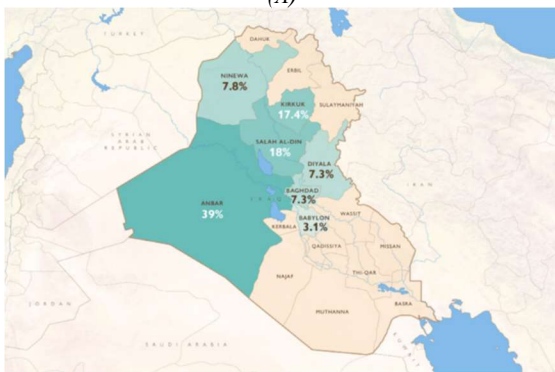 (A)
TURKEY
DAHUK
NINEWA
7.8%
ERBIL
KIRKUK
17.4%
SULAYMANIYAH
SYRIAN
ARAB
REPUBLIC
SALAH AL-DIN
18%
DIYALA
7.3%
IRAN
IRAQ
BAGHDAD
7.3%
ANBAR
39%
BABYLON
3.1%
WASSIT
KERBALA
QADISSIYA
MISSAN
THI-QAR
NAJAF
BASRA
MUTHANNA
JORDAN
SAUDI ARABIA
KUWAIT